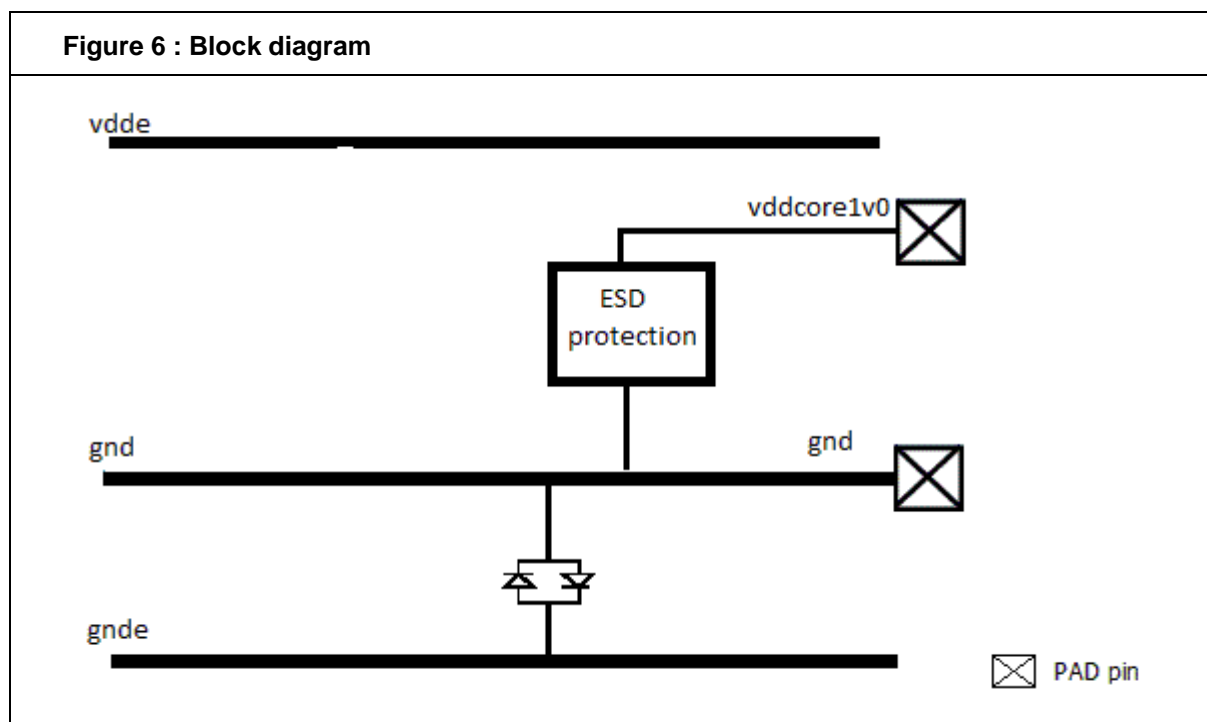 Figure 6 : Block diagram
vdde
vddcore1v0
ESD
protection
gnd
gnd
gnde
PAD pin